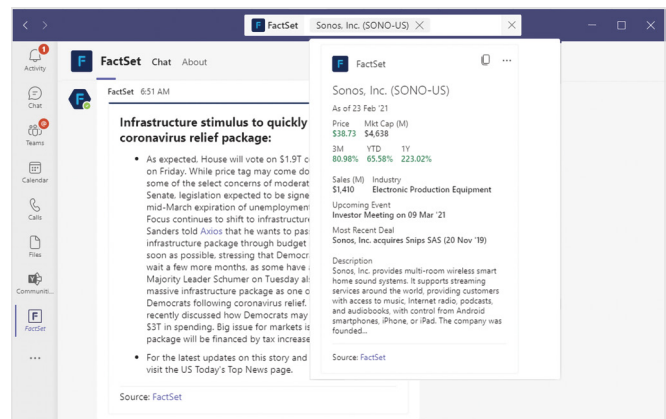 FactSet Sonos, Inc. (SONO-US)
Activity
Chat
Teams
Calendar
Calls
Files
Communiti...
FactSet
FactSet Chat About
FactSet 6:51 AM
Infrastructure stimulus to quickly
coronavirus relief package:
As expected, House will vote on $1.9T c
on Friday. While price tag may come do
some of the select concerns of moderat
Senate, legislation expected to be signe
mid-March expiration of unemployment
Focus continues to shift to infrastructure
Sanders told Axios that he wants to pas
infrastructure package through budget
soon as possible, stressing that Democr
wait a few more months, as some have
Majority Leader Schumer on Tuesday al
massive infrastructure package as one o
Democrats following coronavirus relief.
recently discussed how Democrats may
$3T in spending. Big issue for markets is
package will be financed by tax increase
For the latest updates on this story and
visit the US Today's Top News page.
Source: FactSet
FactSet
Sonos, Inc. (SONO-US)
As of 23 Feb '21
Price Mkt Cap (M)
$38.73 $4,638
3M YTD 1Y
80.98% 65.58% 223.02%
Sales (M) Industry
$1,410 Electronic Production Equipment
Upcoming Event
Investor Meeting on 09 Mar '21
Most Recent Deal
Sonos, Inc. acquires Snips SAS (20 Nov '19)
Description
Sonos, Inc. provides multi-room wireless smart
home sound systems. It supports streaming
services around the world, providing customers
with access to music, Internet radio, podcasts,
and audiobooks, with control from Android
smartphones, iPhone, or iPad. The company was
founded...
Source: FactSet